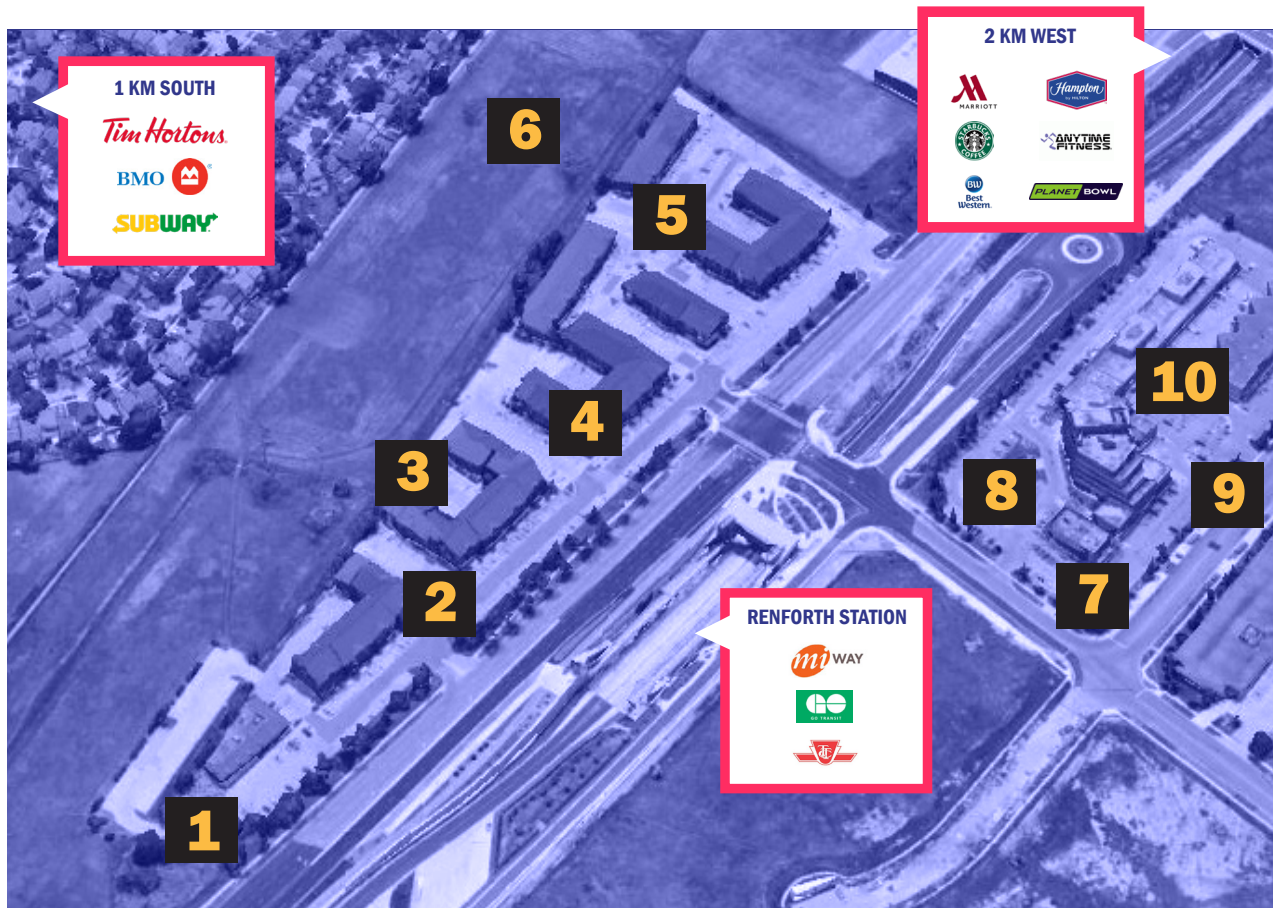 1 KM SOUTH
Tim Hortons.
BMO
SUBWAY
2 KM WEST
MARRIOTT
Hampton
by HILTON
STARBUCKS
COFFEE
ANYTIME
FITNESS
BW
Best
Western.
PLANET BOWL
6
5
4
3
2
1
10
9
8
7
RENFORTH STATION
mi WAY
GO
GO TRANSIT
TTC